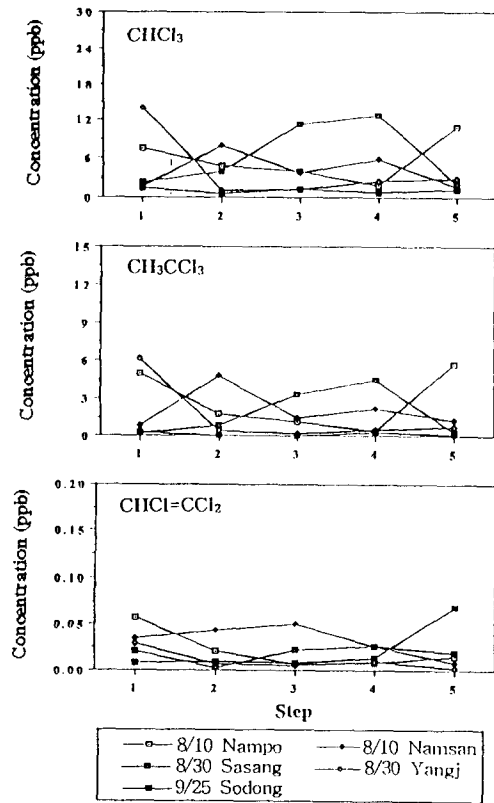 CHCl3
Concentration (ppb)
30
24
18
12
6
0
1 2 3 4 5
CH3CCl3
Concentration (ppb)
15
12
9
6
3
0
1 2 3 4 5
CHCl=CCl2
Concentration (ppb)
0.20
0.15
0.10
0.05
0.00
1 2 3 4 5
Step
8/10 Nampo
8/10 Namsan
8/30 Sasang
8/30 Yangj
9/25 Sodong